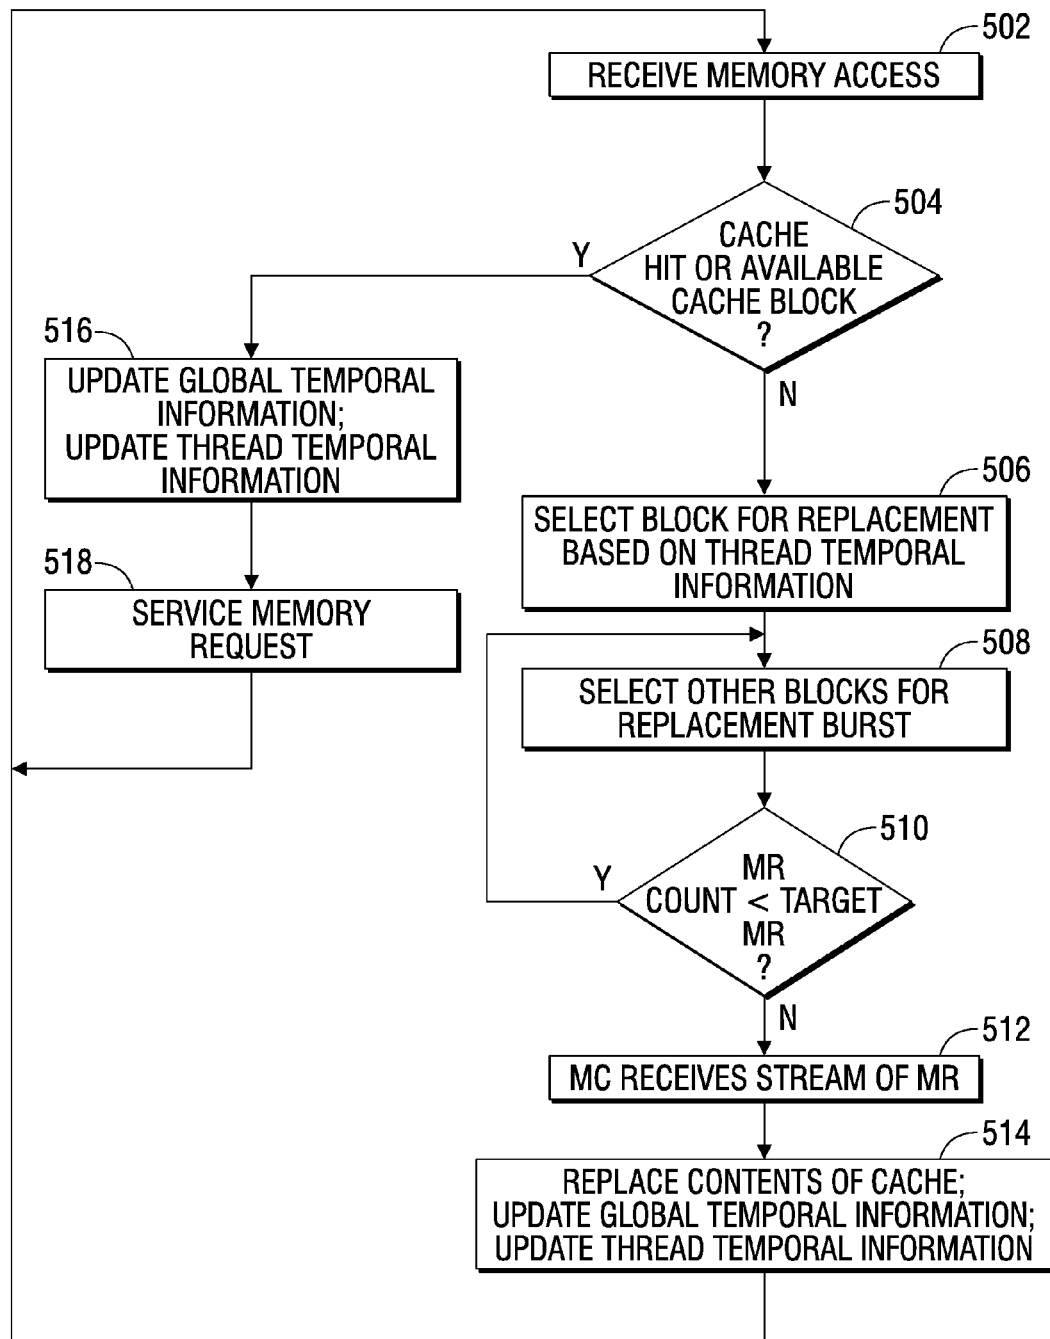 502
RECEIVE MEMORY ACCESS
504
CACHE
HIT OR AVAILABLE
CACHE BLOCK
?
Y
N
516
UPDATE GLOBAL TEMPORAL
INFORMATION;
UPDATE THREAD TEMPORAL
INFORMATION
518
SERVICE MEMORY
REQUEST
506
SELECT BLOCK FOR REPLACEMENT
BASED ON THREAD TEMPORAL
INFORMATION
508
SELECT OTHER BLOCKS FOR
REPLACEMENT BURST
510
MR
COUNT < TARGET
MR
?
Y
N
512
MC RECEIVES STREAM OF MR
514
REPLACE CONTENTS OF CACHE;
UPDATE GLOBAL TEMPORAL INFORMATION;
UPDATE THREAD TEMPORAL INFORMATION